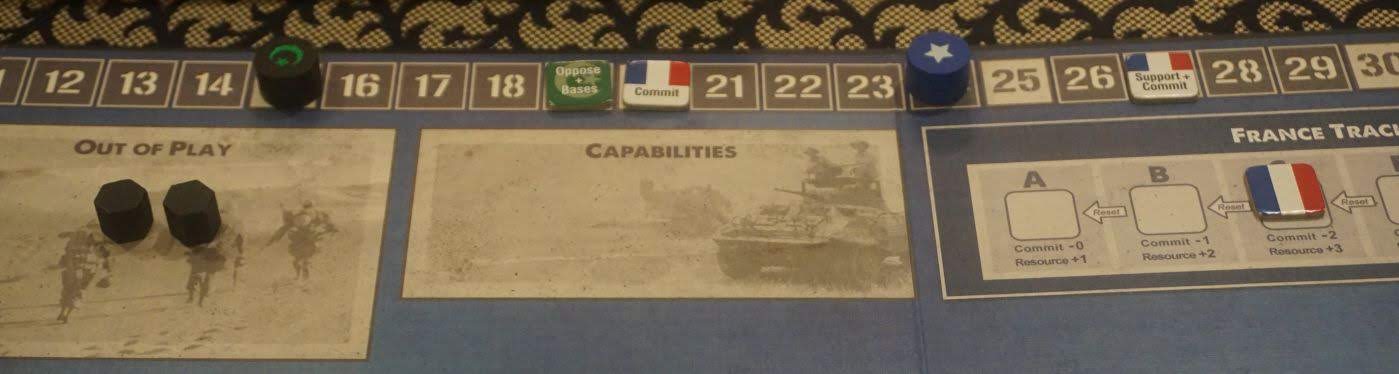 12 13 14 16 17 18 Oppose + Bases Commit 21 22 23 25 26 Support + Commit 28 29 30
OUT OF PLAY
CAPABILITIES
FRANCE TRAC
A
B
Reset
Reset
Reset
Commit -0
Resource +1
Commit -1
Resource +2
Commit -2
Resource +3